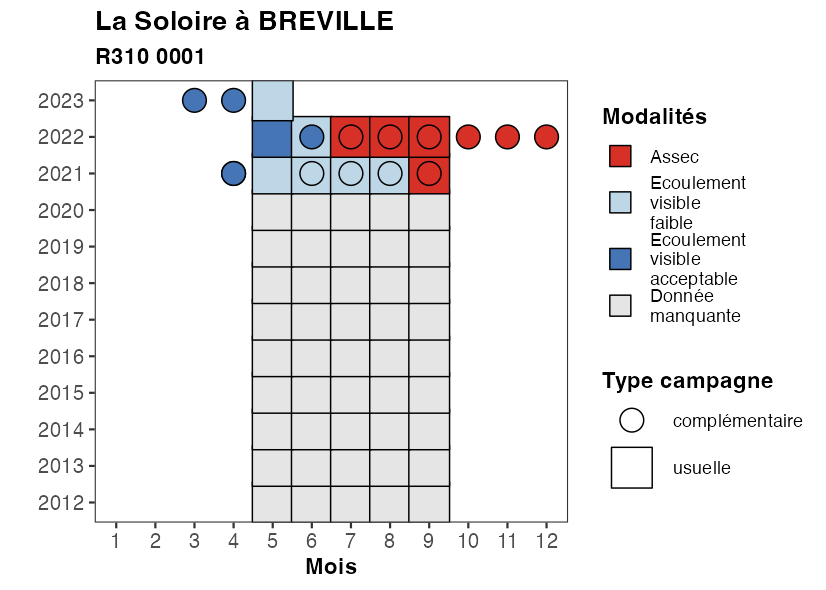 La Soloire à BREVILLE
R310 0001
2023
2022
2021
2020
2019
2018
2017
2016
2015
2014
2013
2012
1 2 3 4 5 6 7 8 9 10 11 12
Mois
Modalités
Assec
Ecoulement
visible
faible
Ecoulement
visible
acceptable
Donnée
manquante
Type campagne
complémentaire
usuelle